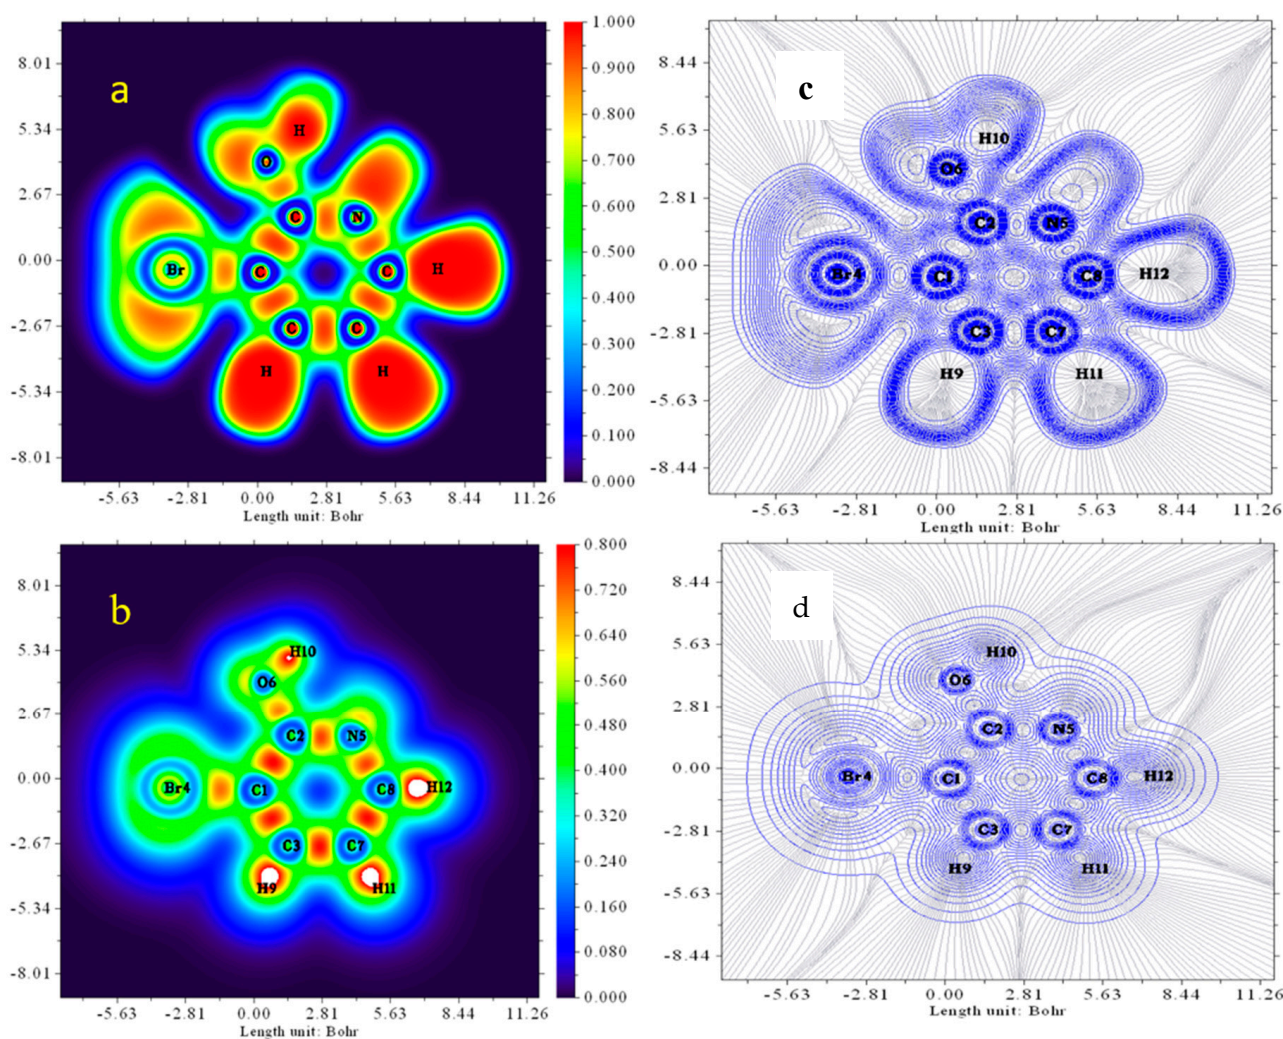 a
8.01
5.34
2.67
0.00
-2.67
-5.34
-8.01
-5.63 -2.81 0.00 2.81 5.63 8.44 11.26
Length unit: Bohr
H
C
N
Br
C
C
H
C
C
H
H
1.000
0.900
0.800
0.700
0.600
0.500
0.400
0.300
0.200
0.100
0.000
c
8.44
5.63
2.81
0.00
-2.81
-5.63
-8.44
-5.63 -2.81 0.00 2.81 5.63 8.44 11.26
Length unit: Bohr
H10
O6
C2
N5
Br4
C1
C8
H12
C3
C7
H9
H11
b
8.01
5.34
2.67
0.00
-2.67
-5.34
-8.01
-5.63 -2.81 0.00 2.81 5.63 8.44 11.26
Length unit: Bohr
H10
O6
C2
N5
Br4
C1
C8
H12
C3
C7
H9
H11
0.800
0.720
0.640
0.560
0.480
0.400
0.320
0.240
0.160
0.080
0.000
d
8.44
5.63
2.81
0.00
-2.81
-5.63
-8.44
-5.63 -2.81 0.00 2.81 5.63 8.44 11.26
Length unit: Bohr
H10
O6
C2
N5
Br4
C1
C8
H12
C3
C7
H9
H11